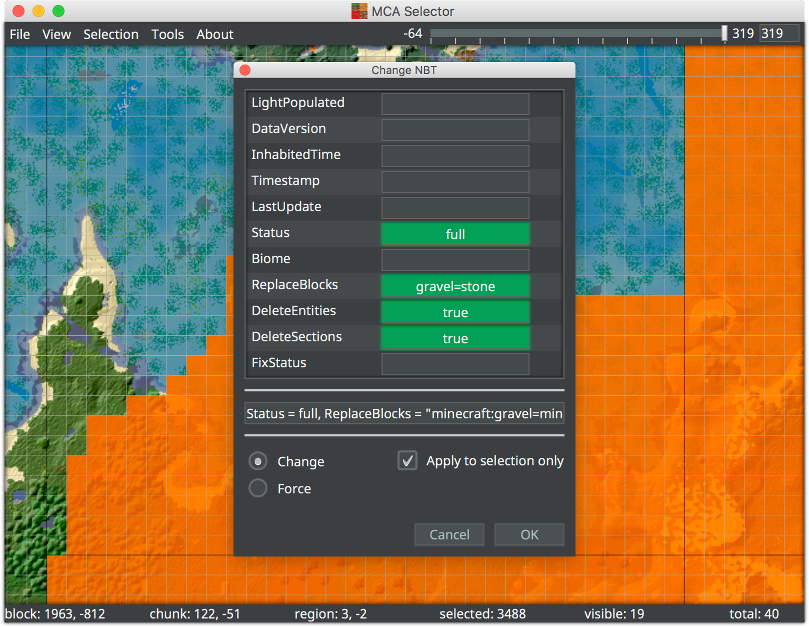 MCA Selector
File View Selection Tools About -64 319 319
Change NBT
LightPopulated
DataVersion
InhabitedTime
Timestamp
LastUpdate
Status full
Biome
ReplaceBlocks gravel=stone
DeleteEntities true
DeleteSections true
FixStatus
Status = full, ReplaceBlocks = "minecraft:gravel=min
Change Apply to selection only
Force
Cancel OK
block: 1963, -812 chunk: 122, -51 region: 3, -2 selected: 3488 visible: 19 total: 40